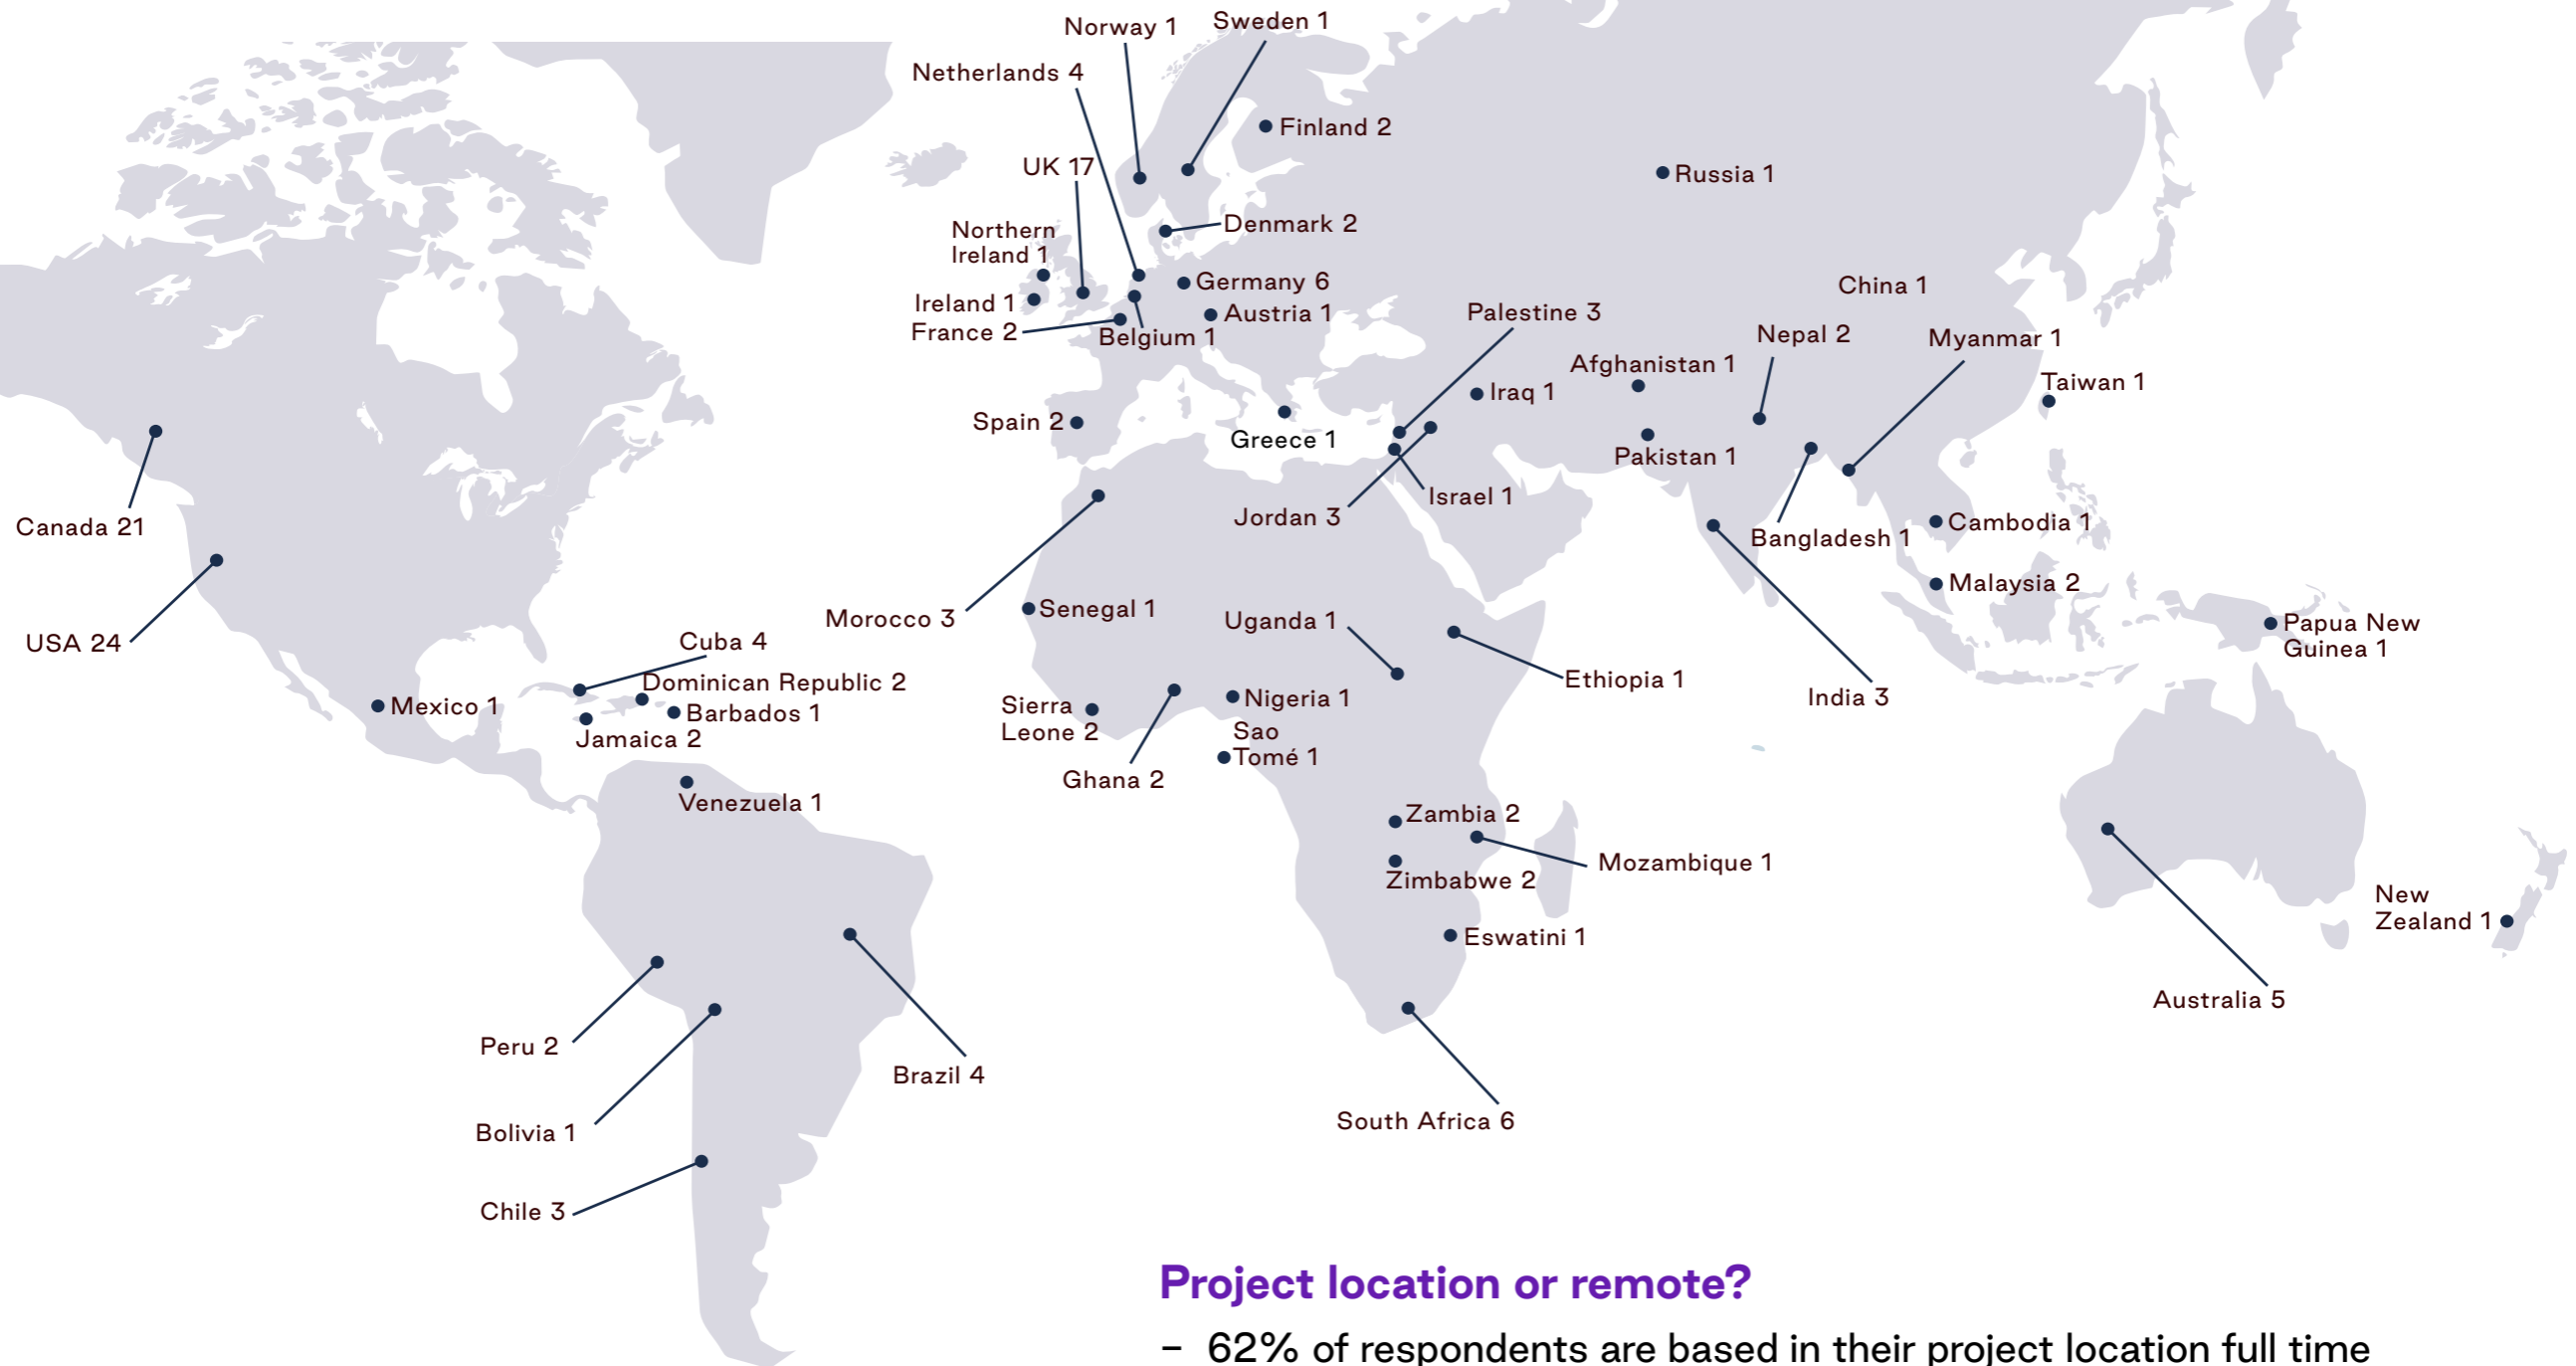 Norway 1
Sweden 1
Netherlands 4
Finland 2
UK 17
Russia 1
Northern
Ireland 1
Denmark 2
Germany 6
China 1
Ireland 1
Austria 1
Palestine 3
France 2
Belgium 1
Nepal 2
Myanmar 1
Afghanistan 1
Taiwan 1
Iraq 1
Spain 2
Greece 1
Pakistan 1
Israel 1
Jordan 3
Canada 21
Cambodia 1
Bangladesh 1
Malaysia 2
Senegal 1
Morocco 3
Uganda 1
Papua New
Guinea 1
USA 24
Cuba 4
Dominican Republic 2
Ethiopia 1
India 3
Mexico 1
Barbados 1
Sierra
Leone 2
Nigeria 1
Jamaica 2
Sao
Tomé 1
Ghana 2
Venezuela 1
Zambia 2
Mozambique 1
Zimbabwe 2
New
Zealand 1
Eswatini 1
Australia 5
Peru 2
Brazil 4
South Africa 6
Bolivia 1
Chile 3
Project location or remote?
– 62% of respondents are based in their project location full time